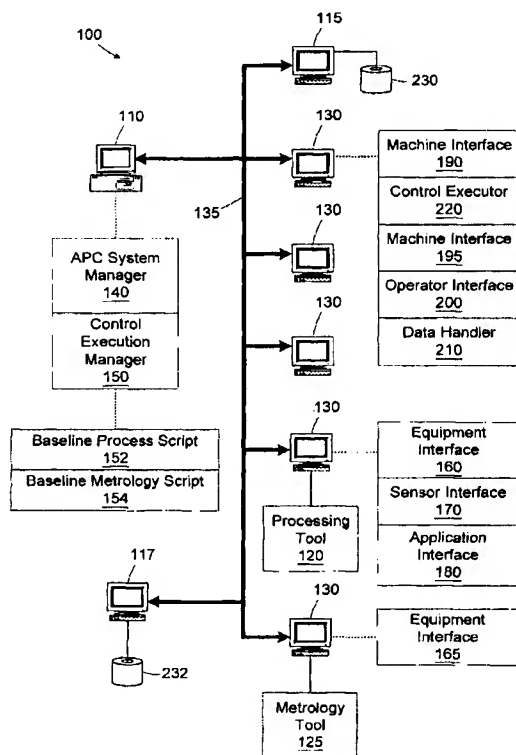 100
115
230
110
130
Machine Interface
190
Control Executor
220
Machine Interface
195
Operator Interface
200
Data Handler
210
135
130
APC System
Manager
140
Control
Execution
Manager
150
130
Baseline Process Script
152
Baseline Metrology Script
154
130
Equipment
Interface
160
Sensor Interface
170
Application
Interface
180
Processing
Tool
120
117
232
130
Equipment
Interface
165
Metrology
Tool
125